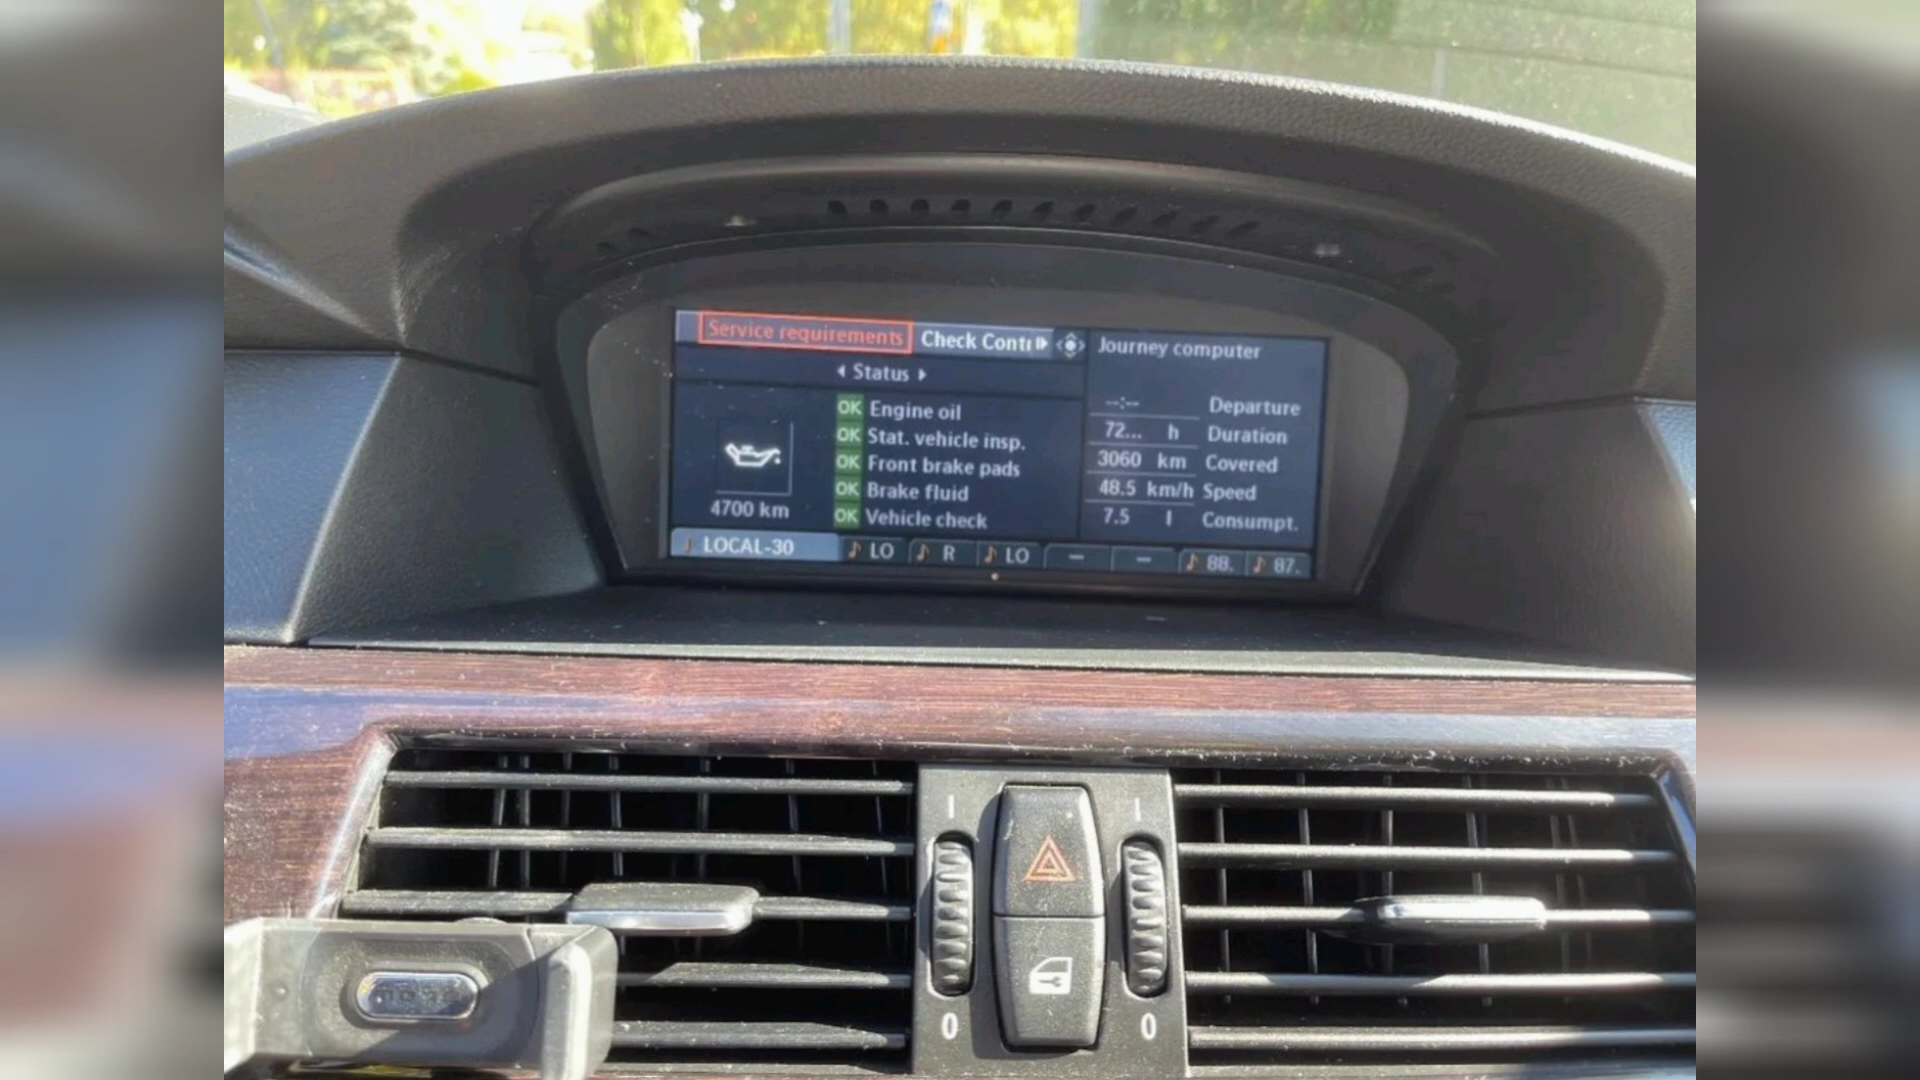 Service requirements Check Contr
Status
OK Engine oil
OK Stat. vehicle insp.
OK Front brake pads
OK Brake fluid
OK Vehicle check
4700 km
Journey computer
--:-- Departure
72... h Duration
3060 km Covered
48.5 km/h Speed
7.5 l Consumpt.
LOCAL-30 LO R LO — — 88. 87.
I I
0 0